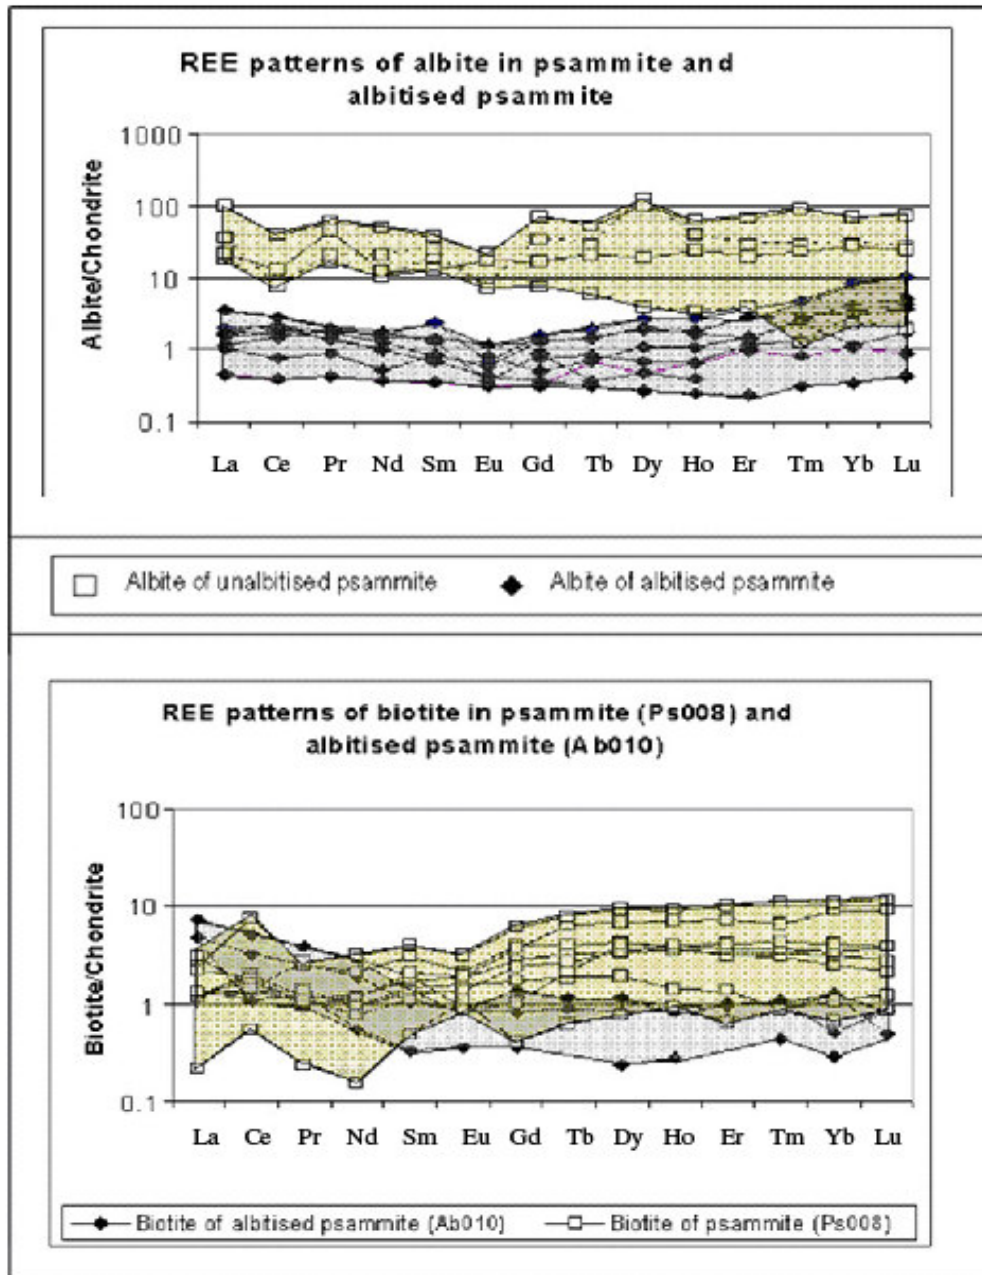 REE patterns of albite in psammite and
albitised psammite
Albite/Chondrite
1000
100
10
1
0.1
La Ce Pr Nd Sm Eu Gd Tb Dy Ho Er Tm Yb Lu
Albite of unalbitised psammite Albite of albitised psammite
REE patterns of biotite in psammite (Ps008) and
albitised psammite (Ab010)
Biotite/Chondrite
100
10
1
0.1
La Ce Pr Nd Sm Eu Gd Tb Dy Ho Er Tm Yb Lu
Biotite of albitised psammite (Ab010) Biotite of psammite (Ps008)